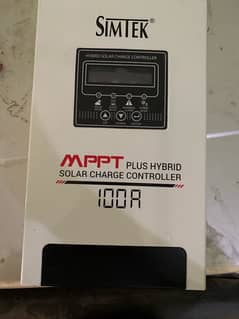 SIMTEK®
HYBRID SOLAR CHARGE CONTROLLER
MPPT PLUS HYBRID
SOLAR CHARGE CONTROLLER
100A